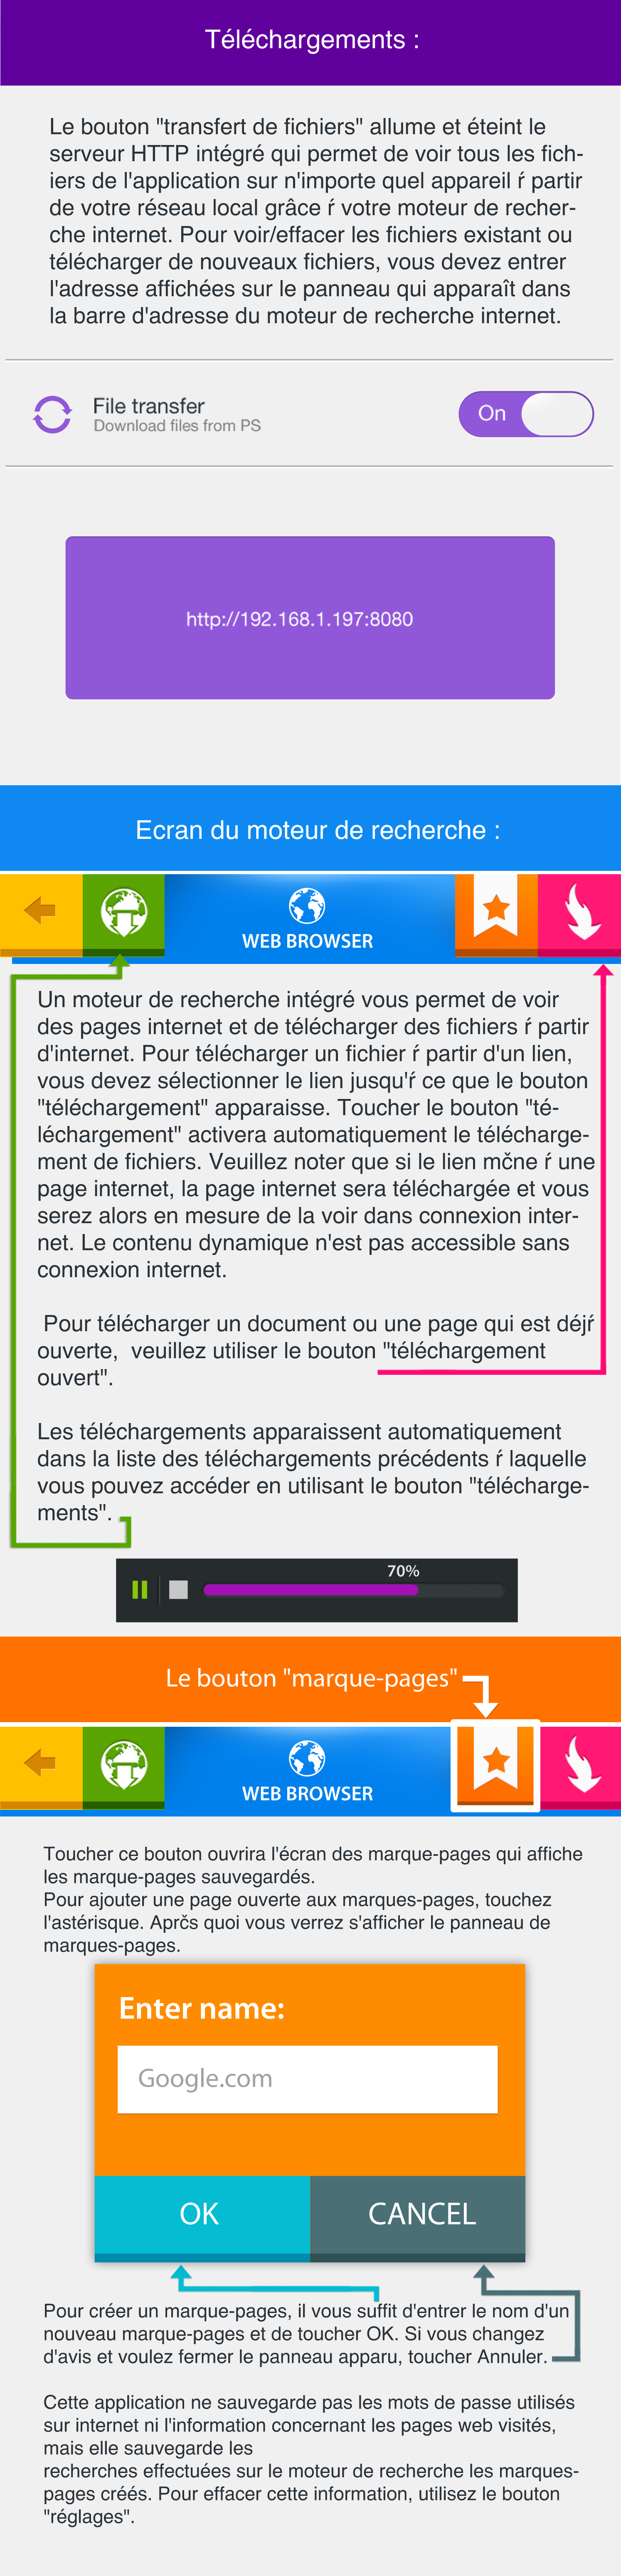 Téléchargements :
Le bouton "transfert de fichiers" allume et éteint le
serveur HTTP intégré qui permet de voir tous les fich-
iers de l'application sur n'importe quel appareil ŕ partir
de votre réseau local grâce ŕ votre moteur de recher-
che internet. Pour voir/effacer les fichiers existant ou
télécharger de nouveaux fichiers, vous devez entrer
l'adresse affichées sur le panneau qui apparaît dans
la barre d'adresse du moteur de recherche internet.
File transfer
Download files from PS
On
http://192.168.1.197:8080
Ecran du moteur de recherche :
WEB BROWSER
Un moteur de recherche intégré vous permet de voir
des pages internet et de télécharger des fichiers ŕ partir
d'internet. Pour télécharger un fichier ŕ partir d'un lien,
vous devez sélectionner le lien jusqu'ŕ ce que le bouton
"téléchargement" apparaisse. Toucher le bouton "té-
léchargement" activera automatiquement le télécharge-
ment de fichiers. Veuillez noter que si le lien mčne ŕ une
page internet, la page internet sera téléchargée et vous
serez alors en mesure de la voir dans connexion inter-
net. Le contenu dynamique n'est pas accessible sans
connexion internet.
Pour télécharger un document ou une page qui est déjŕ
ouverte, veuillez utiliser le bouton "téléchargement
ouvert".
Les téléchargements apparaissent automatiquement
dans la liste des téléchargements précédents ŕ laquelle
vous pouvez accéder en utilisant le bouton "télécharge-
ments".
70%
Le bouton "marque-pages"
WEB BROWSER
Toucher ce bouton ouvrira l'écran des marque-pages qui affiche
les marque-pages sauvegardés.
Pour ajouter une page ouverte aux marques-pages, touchez
l'astérisque. Aprčs quoi vous verrez s'afficher le panneau de
marques-pages.
Enter name:
Google.com
OK
CANCEL
Pour créer un marque-pages, il vous suffit d'entrer le nom d'un
nouveau marque-pages et de toucher OK. Si vous changez
d'avis et voulez fermer le panneau apparu, toucher Annuler.
Cette application ne sauvegarde pas les mots de passe utilisés
sur internet ni l'information concernant les pages web visités,
mais elle sauvegarde les
recherches effectuées sur le moteur de recherche les marques-
pages créés. Pour effacer cette information, utilisez le bouton
"réglages".